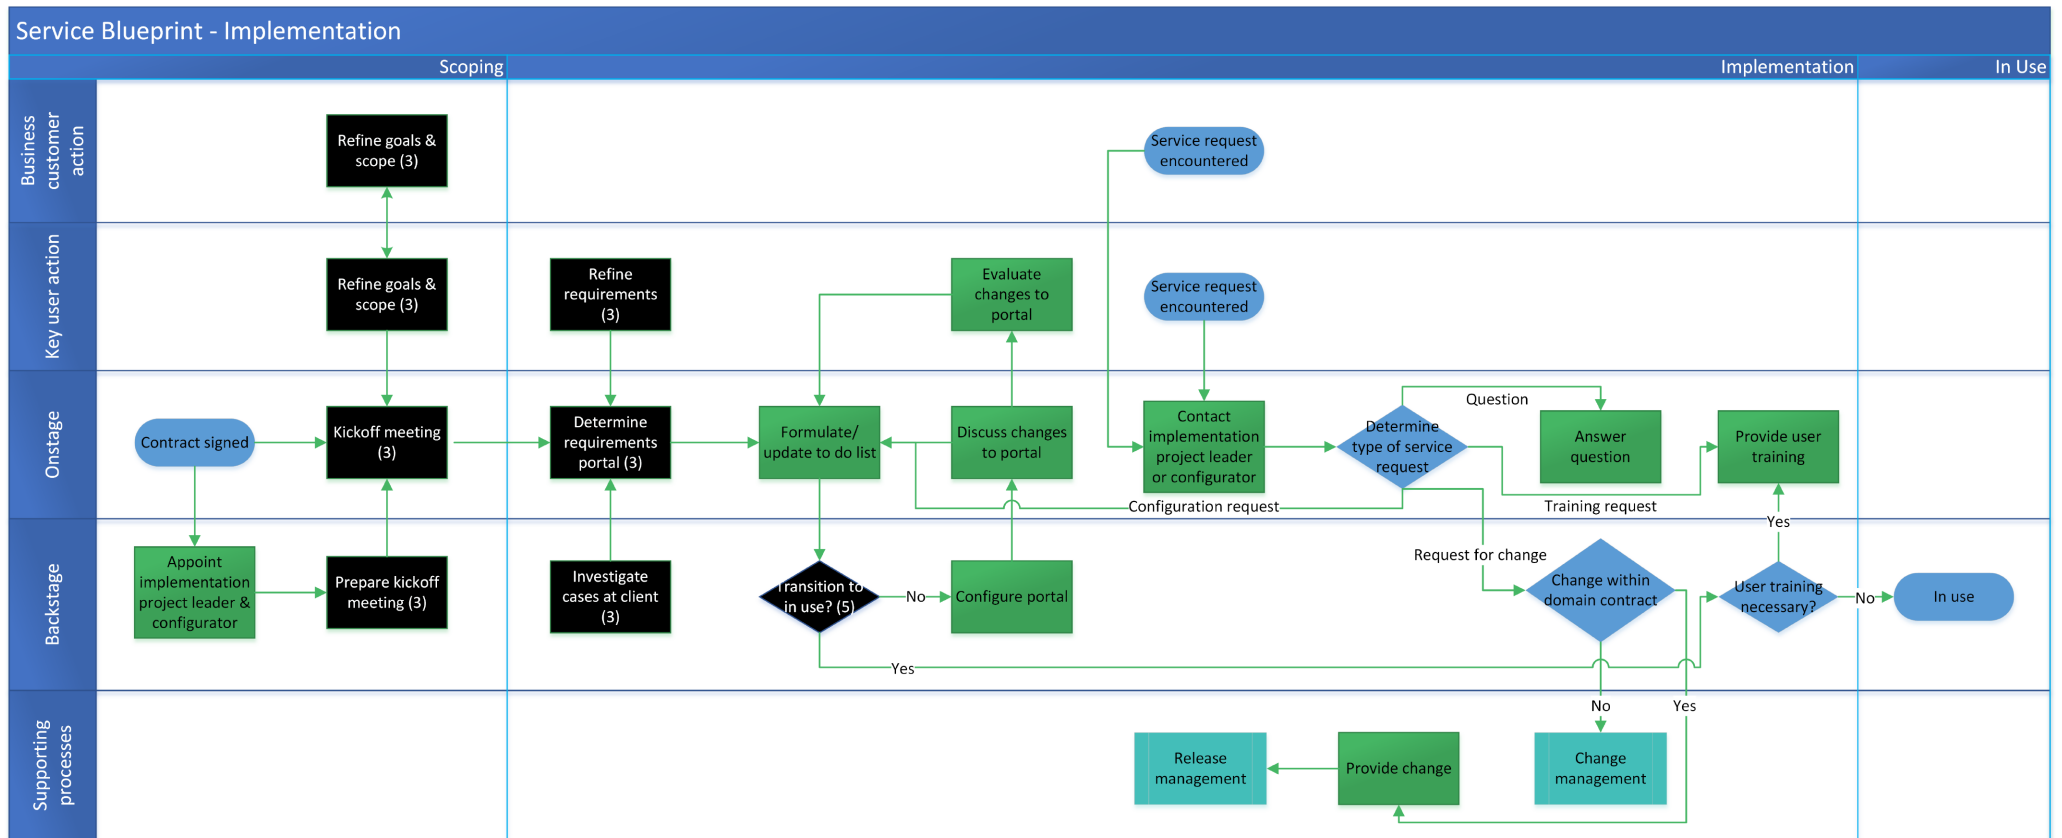 Service Blueprint - Implementation
Scoping
Implementation
In Use
Business
customer
action
Refine goals &
scope (3)
Service request
encountered
Key user action
Refine goals &
scope (3)
Refine
requirements
(3)
Evaluate
changes to
portal
Service request
encountered
Onstage
Contract signed
Kickoff meeting
(3)
Determine
requirements
portal (3)
Formulate/
update to do list
Discuss changes
to portal
Contact
implementation
project leader
or configurator
Determine
type of service
request
Question
Answer
question
Provide user
training
Configuration request
Training request
Yes
Backstage
Appoint
implementation
project leader &
configurator
Prepare kickoff
meeting (3)
Investigate
cases at client
(3)
Transition to
in use? (5)
No
Configure portal
Request for change
Change within
domain contract
User training
necessary?
No
In use
Yes
Supporting
processes
No
Yes
Release
management
Provide change
Change
management